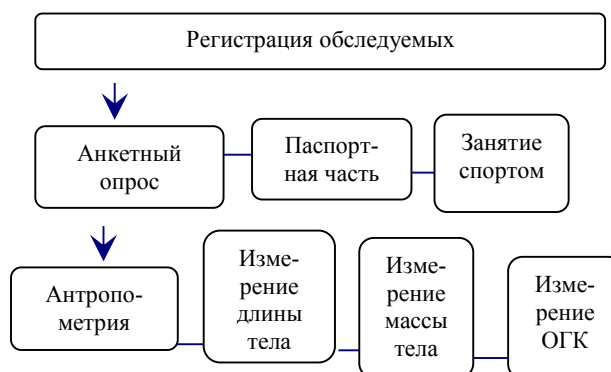 Регистрация обследуемых
Анкетный
опрос
Паспорт-
ная часть
Занятие
спортом
Антропо-
метрия
Изме-
рение
длины
тела
Изме-
рение
массы
тела
Изме-
рение
ОГК